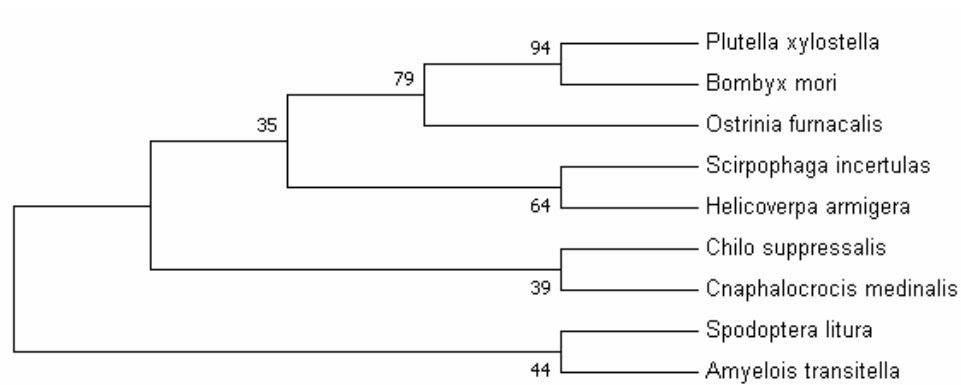 94
Plutella xylostella
79
Bombyx mori
35
Ostrinia furnacalis
Scirpophaga incertulas
64
Helicoverpa armigera
Chilo suppressalis
39
Cnaphalocrocis medinalis
Spodoptera litura
44
Amyelois transitella